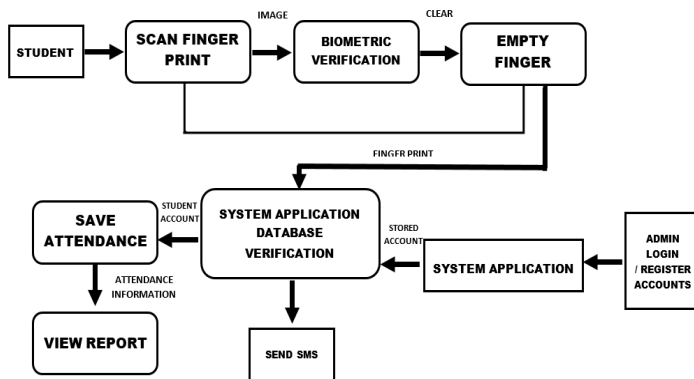 IMAGE
CLEAR
STUDENT
SCAN FINGER
PRINT
BIOMETRIC
VERIFICATION
EMPTY
FINGER
FINGER PRINT
SAVE
ATTENDANCE
STUDENT
ACCOUNT
SYSTEM APPLICATION
DATABASE
VERIFICATION
STORED
ACCOUNT
SYSTEM APPLICATION
ADMIN
LOGIN
/ REGISTER
ACCOUNTS
ATTENDANCE
INFORMATION
VIEW REPORT
SEND SMS